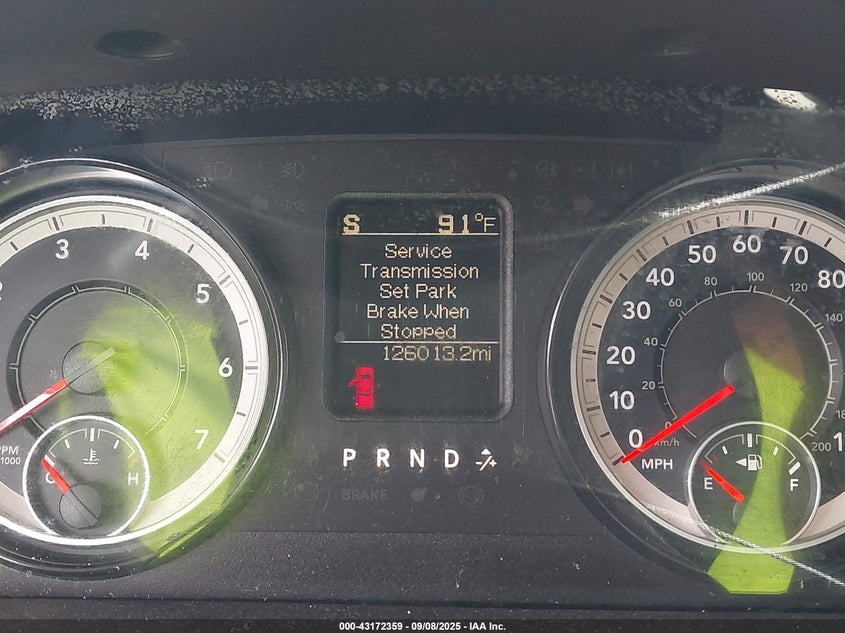 S 91°F
Service
Transmission
Set Park
Brake When
Stopped
126013.2mi
P R N D
BRAKE
3 4 5 6 7
1000
C H
0 10 20 30 40 50 60 70 80
MPH
0 20 40 60 80 100 120 140 200
km/h
E F
000-43172359 - 09/08/2025 - IAA Inc.